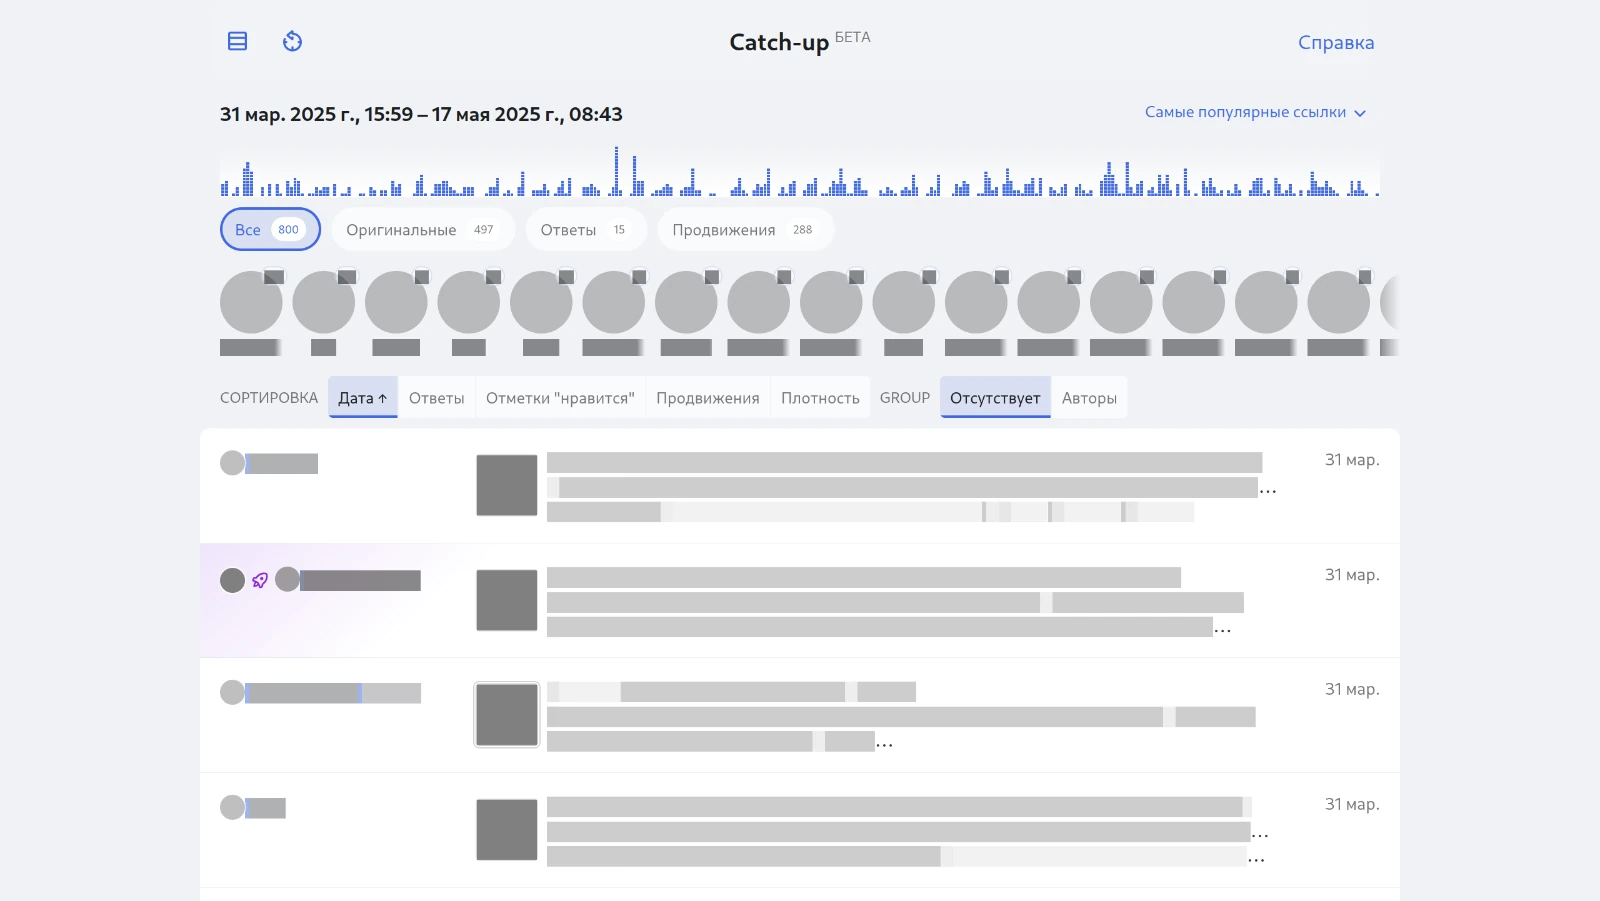 Catch-up БЕТА
Справка
31 мар. 2025 г., 15:59 – 17 мая 2025 г., 08:43
Самые популярные ссылки
Все 800
Оригинальные 497
Ответы 15
Продвижения 288
СОРТИРОВКА Дата ↑ Ответы Отметки "нравится" Продвижения Плотность GROUP Отсутствует Авторы
31 мар.
...
31 мар.
...
31 мар.
...
31 мар.
...
...